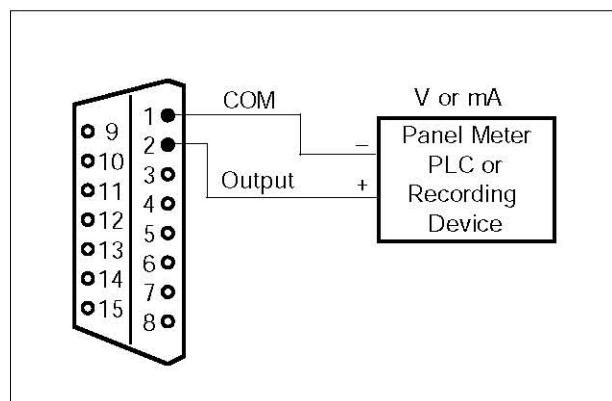 COM
V or mA
1
9
2
10
3
11
Output
4
12
5
13
6
14
7
15
8
–
+
Panel Meter
PLC or
Recording
Device